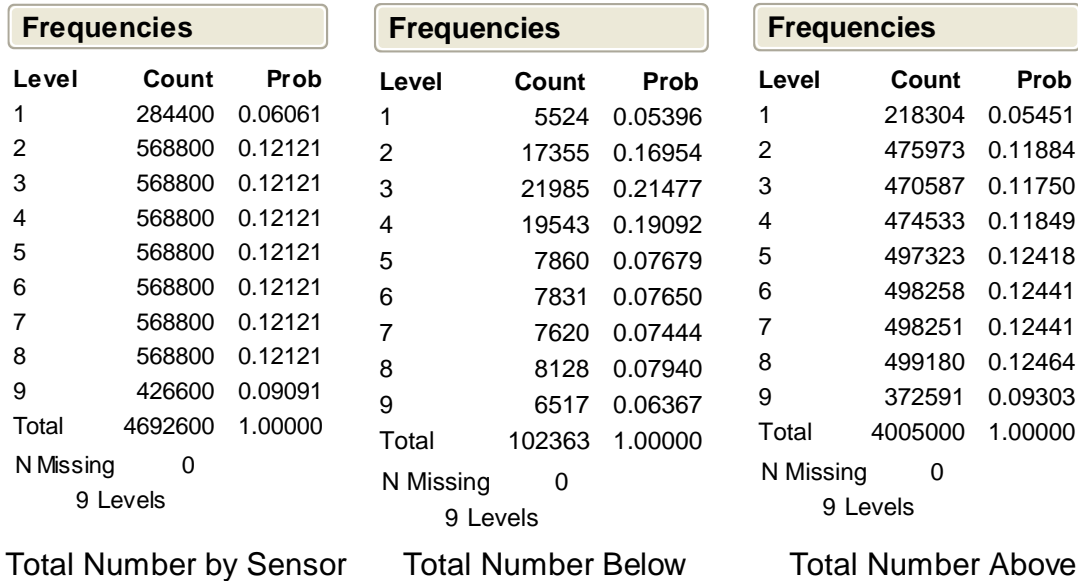 Frequencies
Level Count Prob
1 284400 0.06061
2 568800 0.12121
3 568800 0.12121
4 568800 0.12121
5 568800 0.12121
6 568800 0.12121
7 568800 0.12121
8 568800 0.12121
9 426600 0.09091
Total 4692600 1.00000
N Missing 0
9 Levels
Total Number by Sensor
Frequencies
Level Count Prob
1 5524 0.05396
2 17355 0.16954
3 21985 0.21477
4 19543 0.19092
5 7860 0.07679
6 7831 0.07650
7 7620 0.07444
8 8128 0.07940
9 6517 0.06367
Total 102363 1.00000
N Missing 0
9 Levels
Total Number Below
Frequencies
Level Count Prob
1 218304 0.05451
2 475973 0.11884
3 470587 0.11750
4 474533 0.11849
5 497323 0.12418
6 498258 0.12441
7 498251 0.12441
8 499180 0.12464
9 372591 0.09303
Total 4005000 1.00000
N Missing 0
9 Levels
Total Number Above